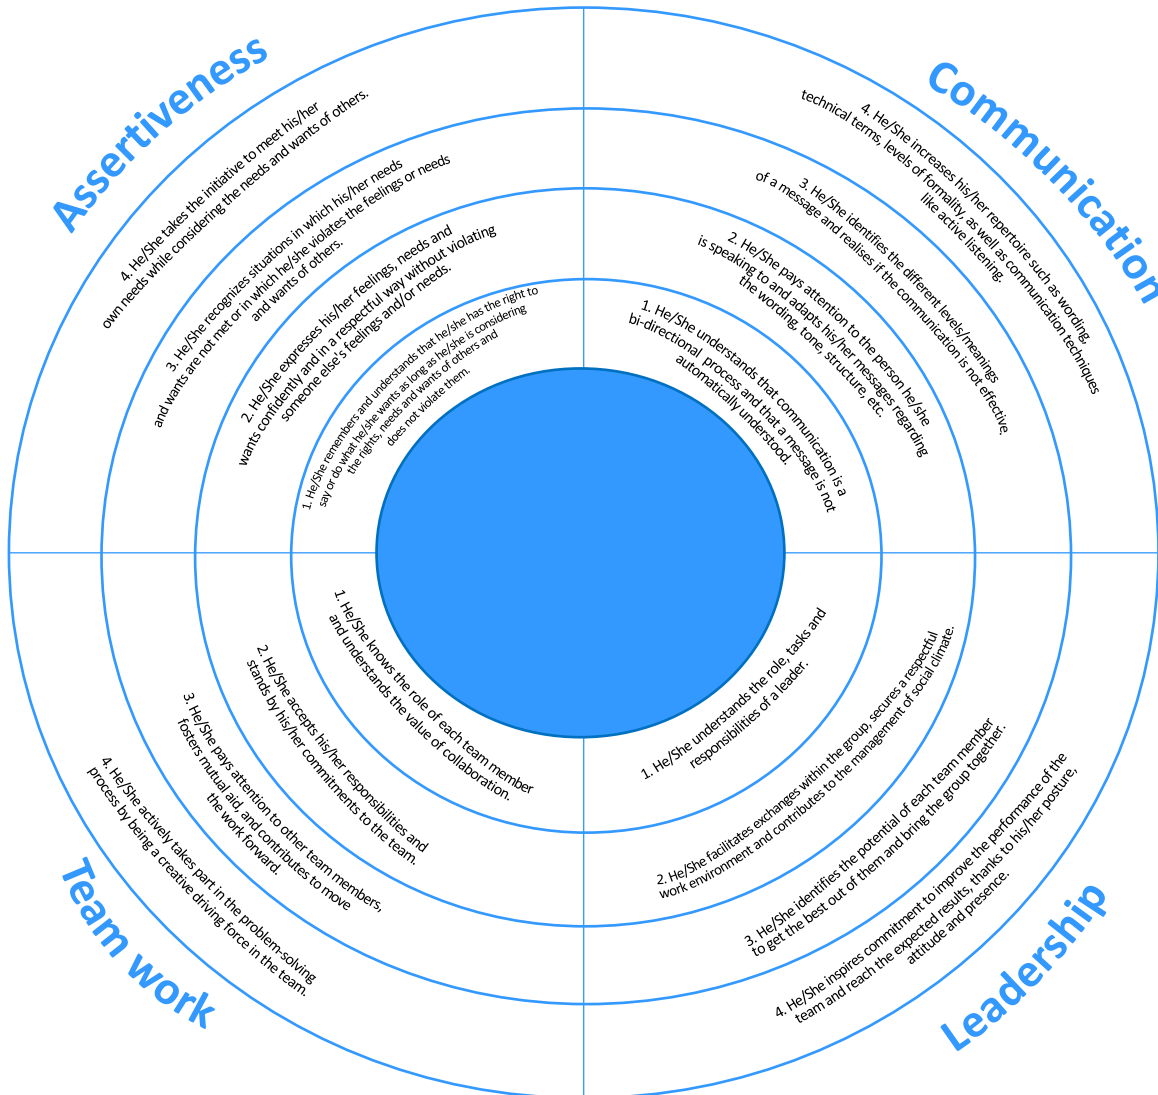 Assertiveness
4. He/She takes the initiative to meet his/her
own needs while considering the needs and wants of others.
3. He/She recognizes situations in which his/her needs
and wants are not met or in which he/she violates the feelings or needs
and wants of others.
2. He/She expresses his/her feelings, needs and
wants confidently and in a respectful way without violating
someone else's feelings and/or needs.
1. He/She remembers and understands that he/she has the right to
say or do what he/she wants as long as he/she is considering
the rights, needs and wants of others and
does not violate them.
Communication
4. He/She increases his/her repertoire such as wording,
technical terms, levels of formality, as well as communication techniques
like active listening.
3. He/She identifies the different levels/meanings
of a message and realises if the communication is not effective.
2. He/She pays attention to the person he/she
is speaking to and adapts his/her messages regarding
the wording, tone, structure, etc.
1. He/She understands that communication is a
bi-directional process and that a message is not
automatically understood.
Team work
1. He/She knows the role of each team member
and understands the value of collaboration.
2. He/She accepts his/her responsibilities and
stands by his/her commitments to the team.
3. He/She pays attention to other team members,
fosters mutual aid, and contributes to move
the work forward.
4. He/She actively takes part in the problem-solving
process by being a creative driving force in the team.
Leadership
1. He/She understands the role, tasks and
responsibilities of a leader.
2. He/She facilitates exchanges within the group, secures a respectful
work environment and contributes to the management of social climate.
3. He/She identifies the potential of each team member
to get the best out of them and bring the group together.
4. He/She inspires commitment to improve the performance of the
team and reach the expected results, thanks to his/her posture,
attitude and presence.